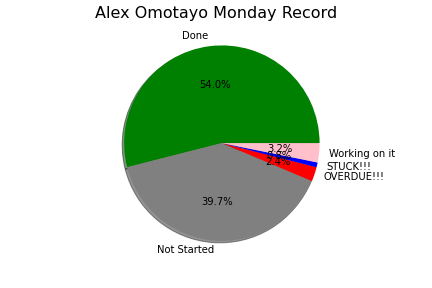 Alex Omotayo Monday Record
Done
54.0%
3.2%
Working on it
STUCK!!!
2.4%
OVERDUE!!!
39.7%
Not Started